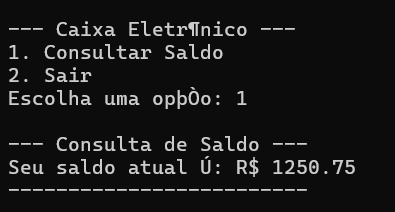 --- Caixa Eletr¶nico ---
1. Consultar Saldo
2. Sair
Escolha uma opþÒo: 1
--- Consulta de Saldo ---
Seu saldo atual Ú: R$ 1250.75
-------------------------